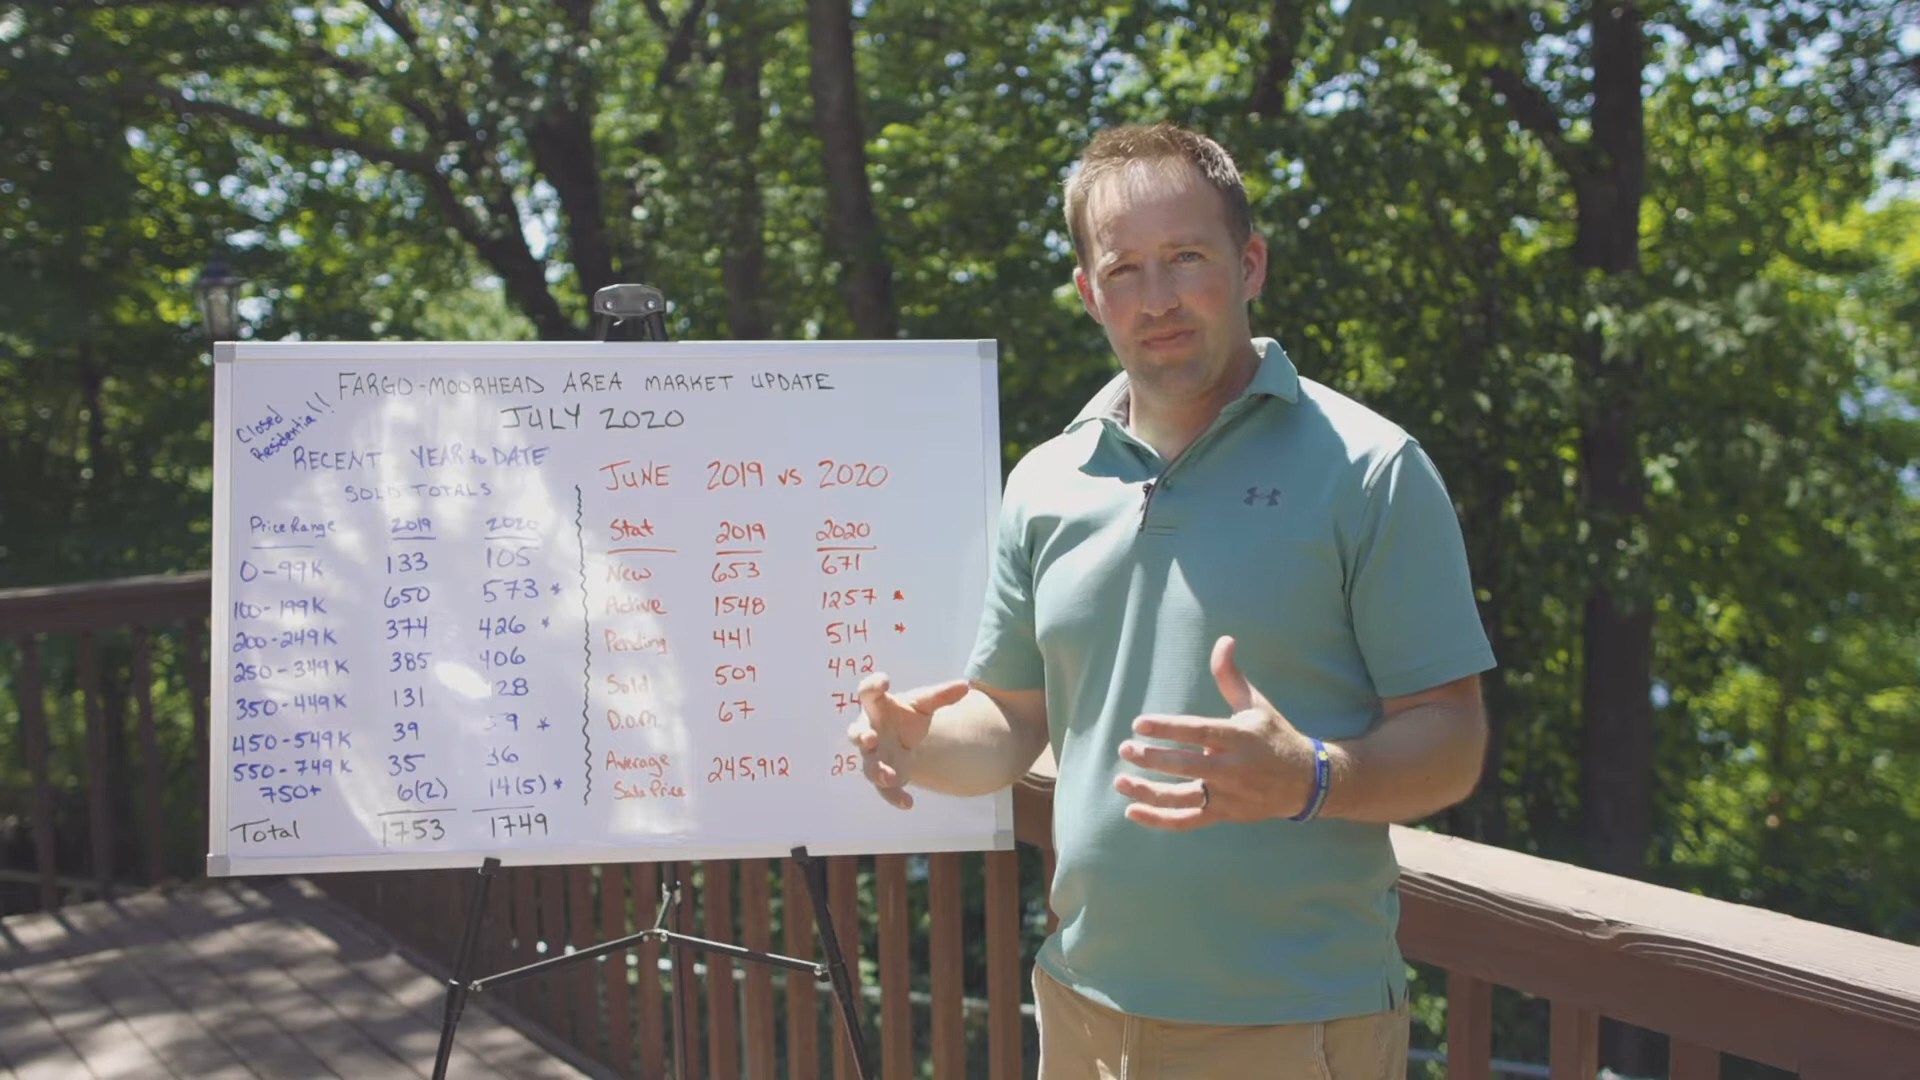 FARGO-MOORHEAD AREA MARKET UPDATE
JULY 2020
Closed
Residential!!
RECENT YEAR to DATE
SOLD TOTALS
Price Range 2019 2020
0-99K 133 105
100-199K 650 573 *
200-249K 374 426 *
250-349K 385 406
350-449K 131 128
450-549K 39 *
550-749K 35 36
750+ 6(2) 14(5) *
Total 1753 1749
JUNE 2019 vs 2020
Stat 2019 2020
New 653 671
Active 1548 1257 *
Pending 441 514 *
Sold 509 492
D.O.M. 67 74
Average
Sale Price 245,912 25